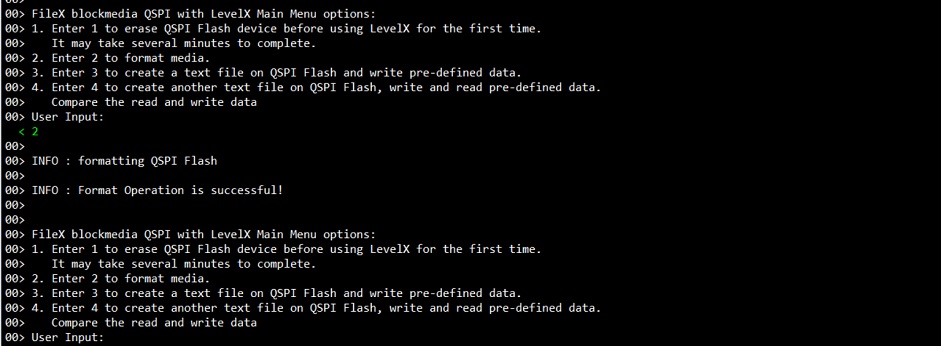 00>
00> FileX blockmedia QSPI with LevelX Main Menu options:
00> 1. Enter 1 to erase QSPI Flash device before using LevelX for the first time.
00>    It may take several minutes to complete.
00> 2. Enter 2 to format media.
00> 3. Enter 3 to create a text file on QSPI Flash and write pre-defined data.
00> 4. Enter 4 to create another text file on QSPI Flash, write and read pre-defined data.
00>    Compare the read and write data
00> User Input:
< 2
00>
00> INFO : formatting QSPI Flash
00>
00> INFO : Format Operation is successful!
00>
00>
00> FileX blockmedia QSPI with LevelX Main Menu options:
00> 1. Enter 1 to erase QSPI Flash device before using LevelX for the first time.
00>    It may take several minutes to complete.
00> 2. Enter 2 to format media.
00> 3. Enter 3 to create a text file on QSPI Flash and write pre-defined data.
00> 4. Enter 4 to create another text file on QSPI Flash, write and read pre-defined data.
00>    Compare the read and write data
00> User Input: